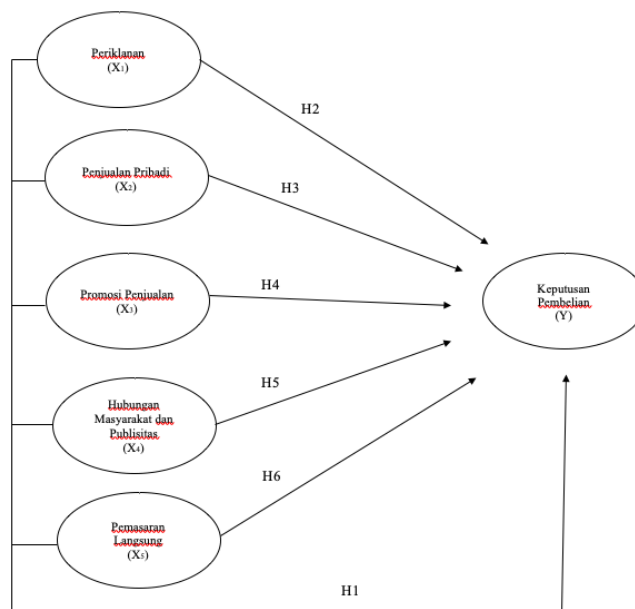 Periklanan
(X1)
H2
Penjualan Pribadi
(X2)
H3
Promosi Penjualan
(X3)
H4
Keputusan
Pembelian
(Y)
Hubungan
Masyarakat dan
Publisitas
(X4)
H5
Pemasaran
Langsung
(X5)
H6
H1